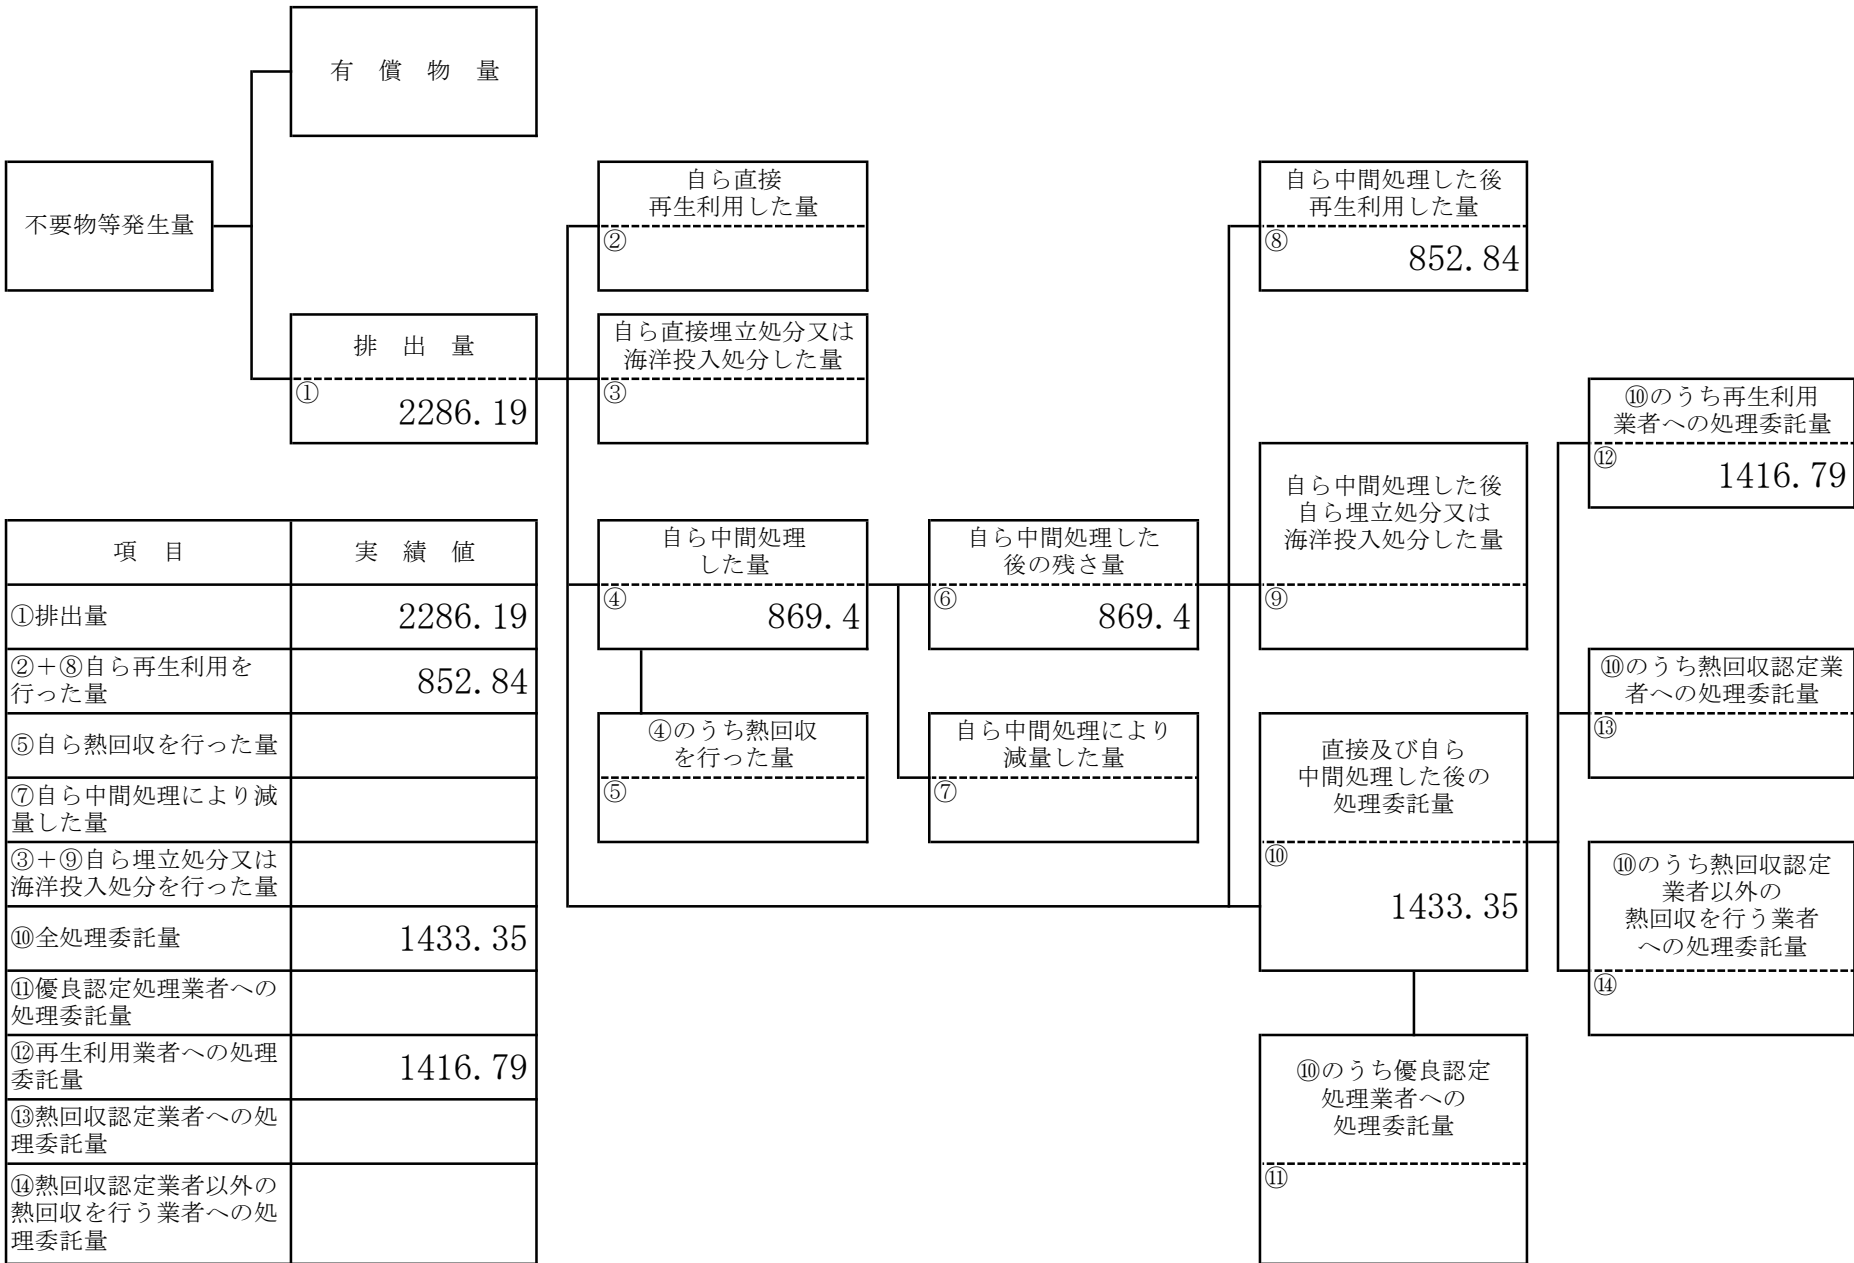 有 償 物 量
不要物等発生量
自ら直接
再生利用した量
②
自ら中間処理した後
再生利用した量
⑧
852.84
排 出 量
①
2286.19
自ら直接埋立処分又は
海洋投入処分した量
③
⑩のうち再生利用
業者への処理委託量
⑫
1416.79
自ら中間処理した後
自ら埋立処分又は
海洋投入処分した量
⑨
自ら中間処理
した量
④
869.4
自ら中間処理した
後の残さ量
⑥
869.4
⑩のうち熱回収認定業
者への処理委託量
⑬
④のうち熱回収
を行った量
⑤
自ら中間処理により
減量した量
⑦
直接及び自ら
中間処理した後の
処理委託量
⑩
1433.35
⑩のうち熱回収認定
業者以外の
熱回収を行う業者
への処理委託量
⑭
⑩のうち優良認定
処理業者への
処理委託量
⑪
項 目 実 績 値
①排出量 2286.19
②+⑧自ら再生利用を
行った量 852.84
⑤自ら熱回収を行った量
⑦自ら中間処理により減
量した量
③+⑨自ら埋立処分又は
海洋投入処分を行った量
⑩全処理委託量 1433.35
⑪優良認定処理業者への
処理委託量
⑫再生利用業者への処理
委託量 1416.79
⑬熱回収認定業者への処
理委託量
⑭熱回収認定業者以外の
熱回収を行う業者への処
理委託量